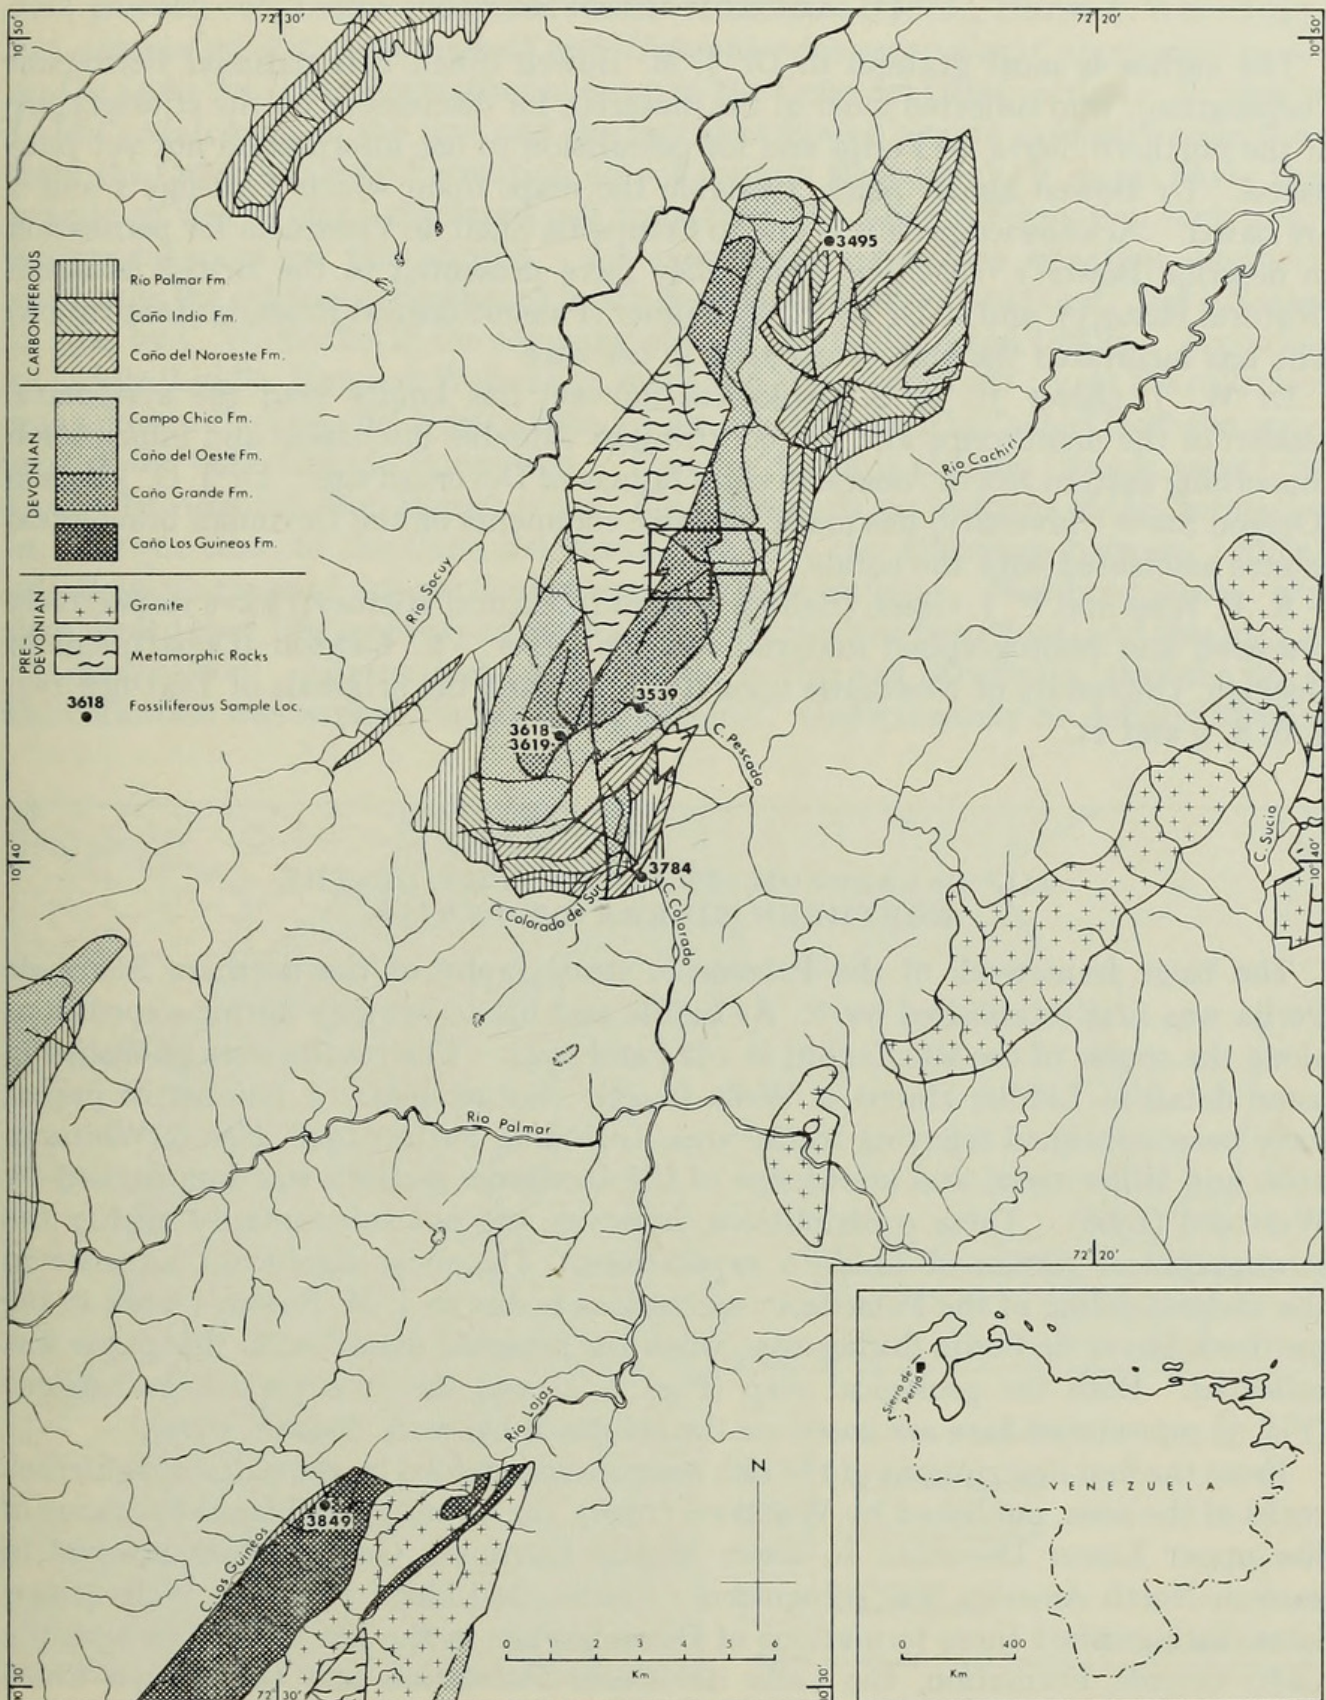 72°30'
72°20'
10°50'
10°50'
3495
CARBONIFEROUS
Rio Palmar Fm.
Caño Indio Fm.
Caño del Noroeste Fm.
DEVONIAN
Campo Chico Fm.
Caño del Oeste Fm.
Caño Grande Fm.
Caño Los Guineos Fm.
PRE-
DEVONIAN
Granite
Metamorphic Rocks
3618
Fossiliferous Sample Loc.
Rio Cachiri
Rio Socuy
3539
3618
3619
C. Pescado
C. Sucio
10°40'
10°40'
3784
C. Colorado del Sur
C. Colorado
Rio Palmar
72°20'
Sierra de
Perijá
VENEZUELA
Rio Lajas
N
3849
C. Los Guineos
0 1 2 3 4 5 6
Km
0 400
Km
30'
72°30'
30'